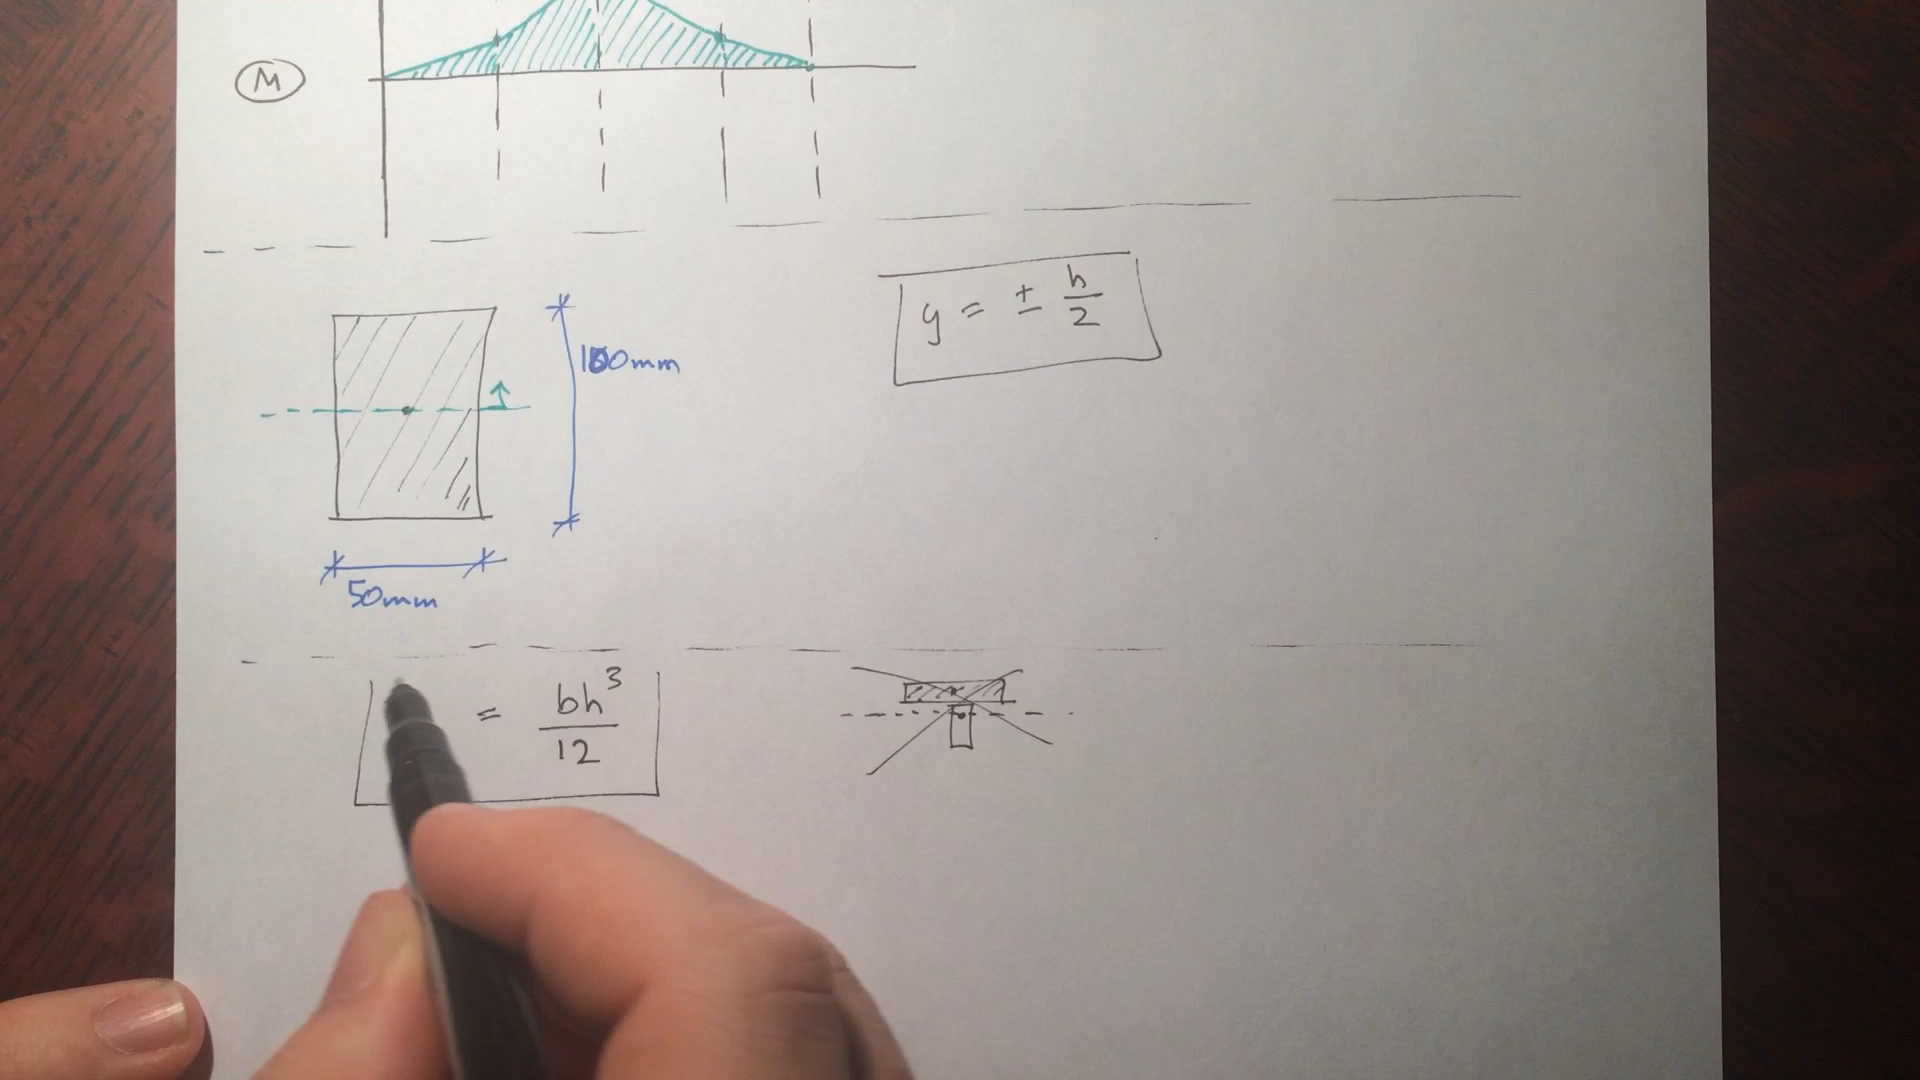 M
y = ± h/2
100mm
50mm
= bh³/12